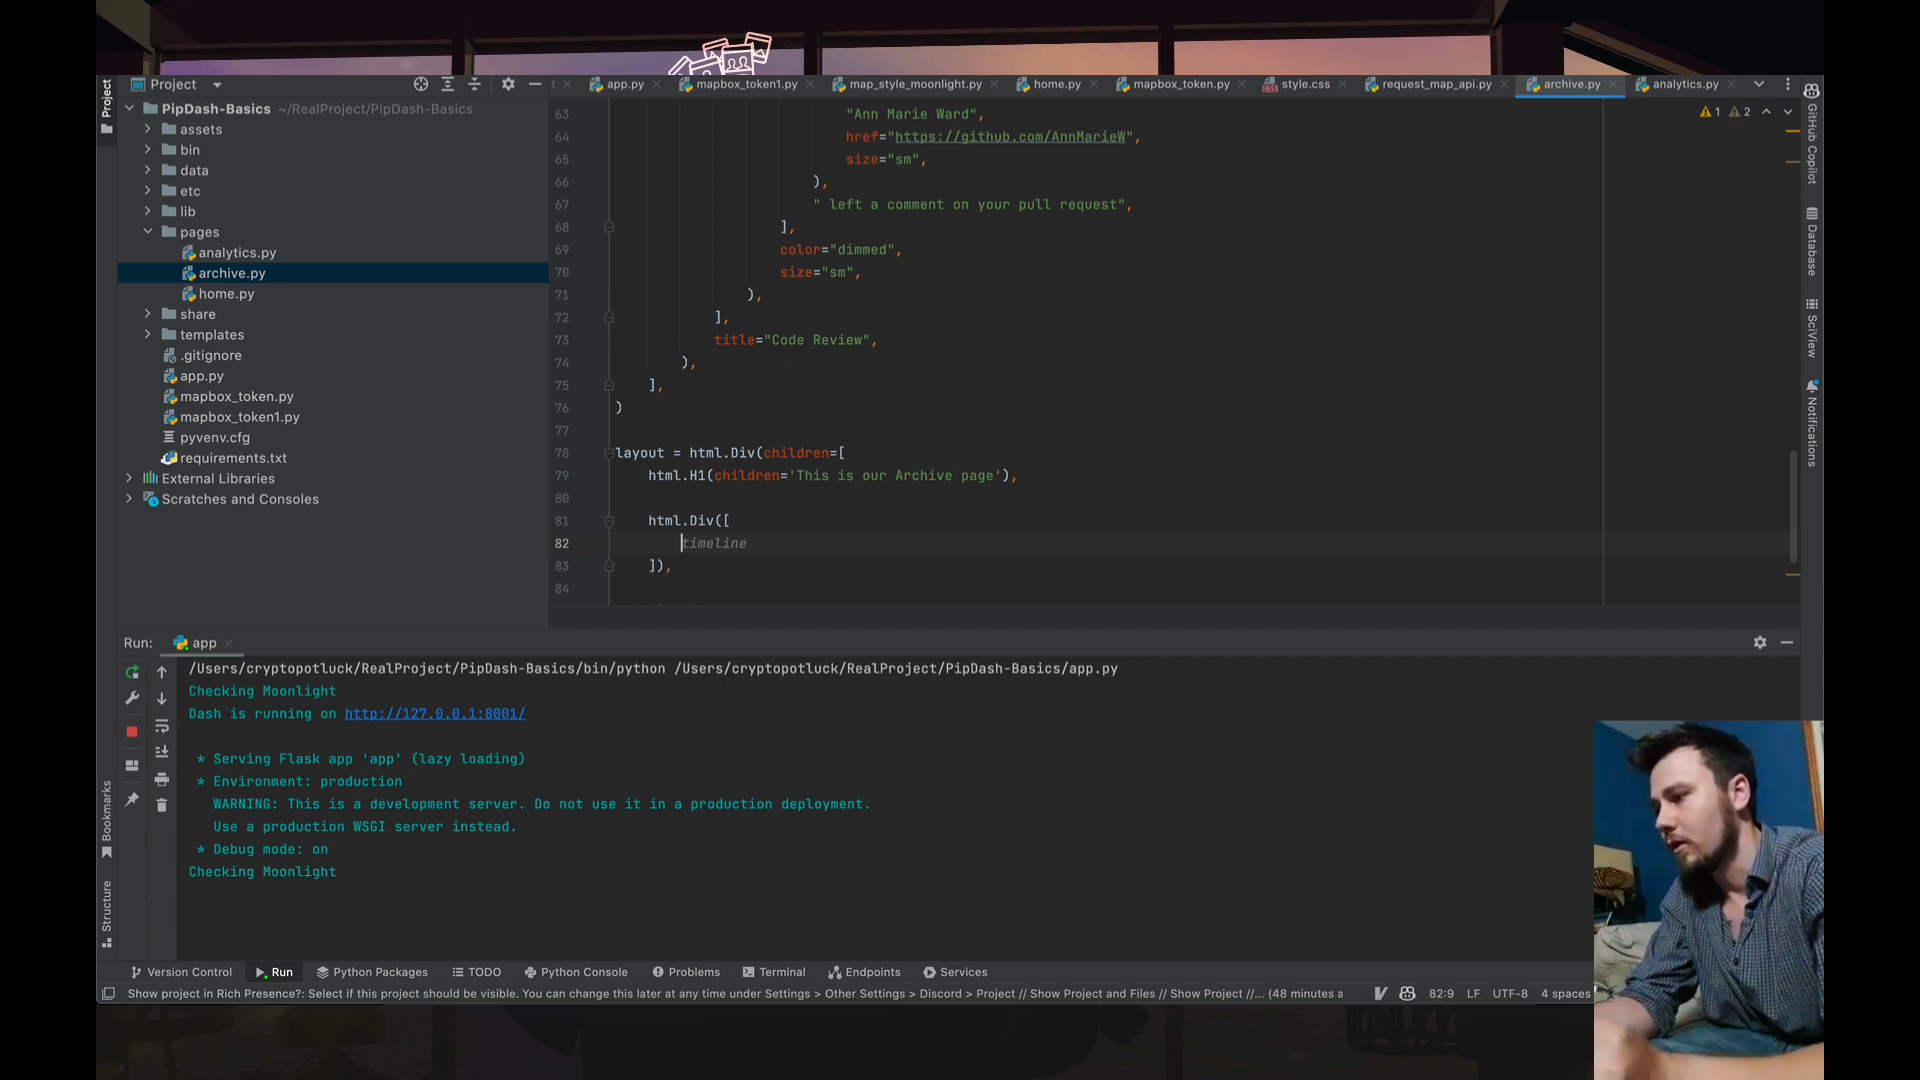 Project
t
app.py
mapbox_token1.py
map_style_moonlight.py
home.py
mapbox_token.py
style.css
request_map_api.py
archive.py
analytics.py
Project
PipDash-Basics ~/RealProject/PipDash-Basics
assets
bin
data
etc
lib
pages
analytics.py
archive.py
home.py
share
templates
.gitignore
app.py
mapbox_token.py
mapbox_token1.py
pyvenv.cfg
requirements.txt
External Libraries
Scratches and Consoles
1 2
63 "Ann Marie Ward",
64 href="https://github.com/AnnMarieW",
65 size="sm",
66 ),
67 " left a comment on your pull request",
68 ],
69 color="dimmed",
70 size="sm",
71 ),
72 ],
73 title="Code Review",
74 ),
75 ],
76 )
77
78 layout = html.Div(children=[
79 html.H1(children='This is our Archive page'),
80
81 html.Div([
82 timeline
83 ]),
84
GitHub Copilot
Database
SciView
Notifications
Run: app
/Users/cryptopotluck/RealProject/PipDash-Basics/bin/python /Users/cryptopotluck/RealProject/PipDash-Basics/app.py
Checking Moonlight
Dash is running on http://127.0.0.1:8001/
* Serving Flask app 'app' (lazy loading)
* Environment: production
WARNING: This is a development server. Do not use it in a production deployment.
Use a production WSGI server instead.
* Debug mode: on
Checking Moonlight
Bookmarks
Structure
Version Control
Run
Python Packages
TODO
Python Console
Problems
Terminal
Endpoints
Services
Show project in Rich Presence?: Select if this project should be visible. You can change this later at any time under Settings > Other Settings > Discord > Project // Show Project and Files // Show Project //... (48 minutes a
82:9 LF UTF-8 4 spaces